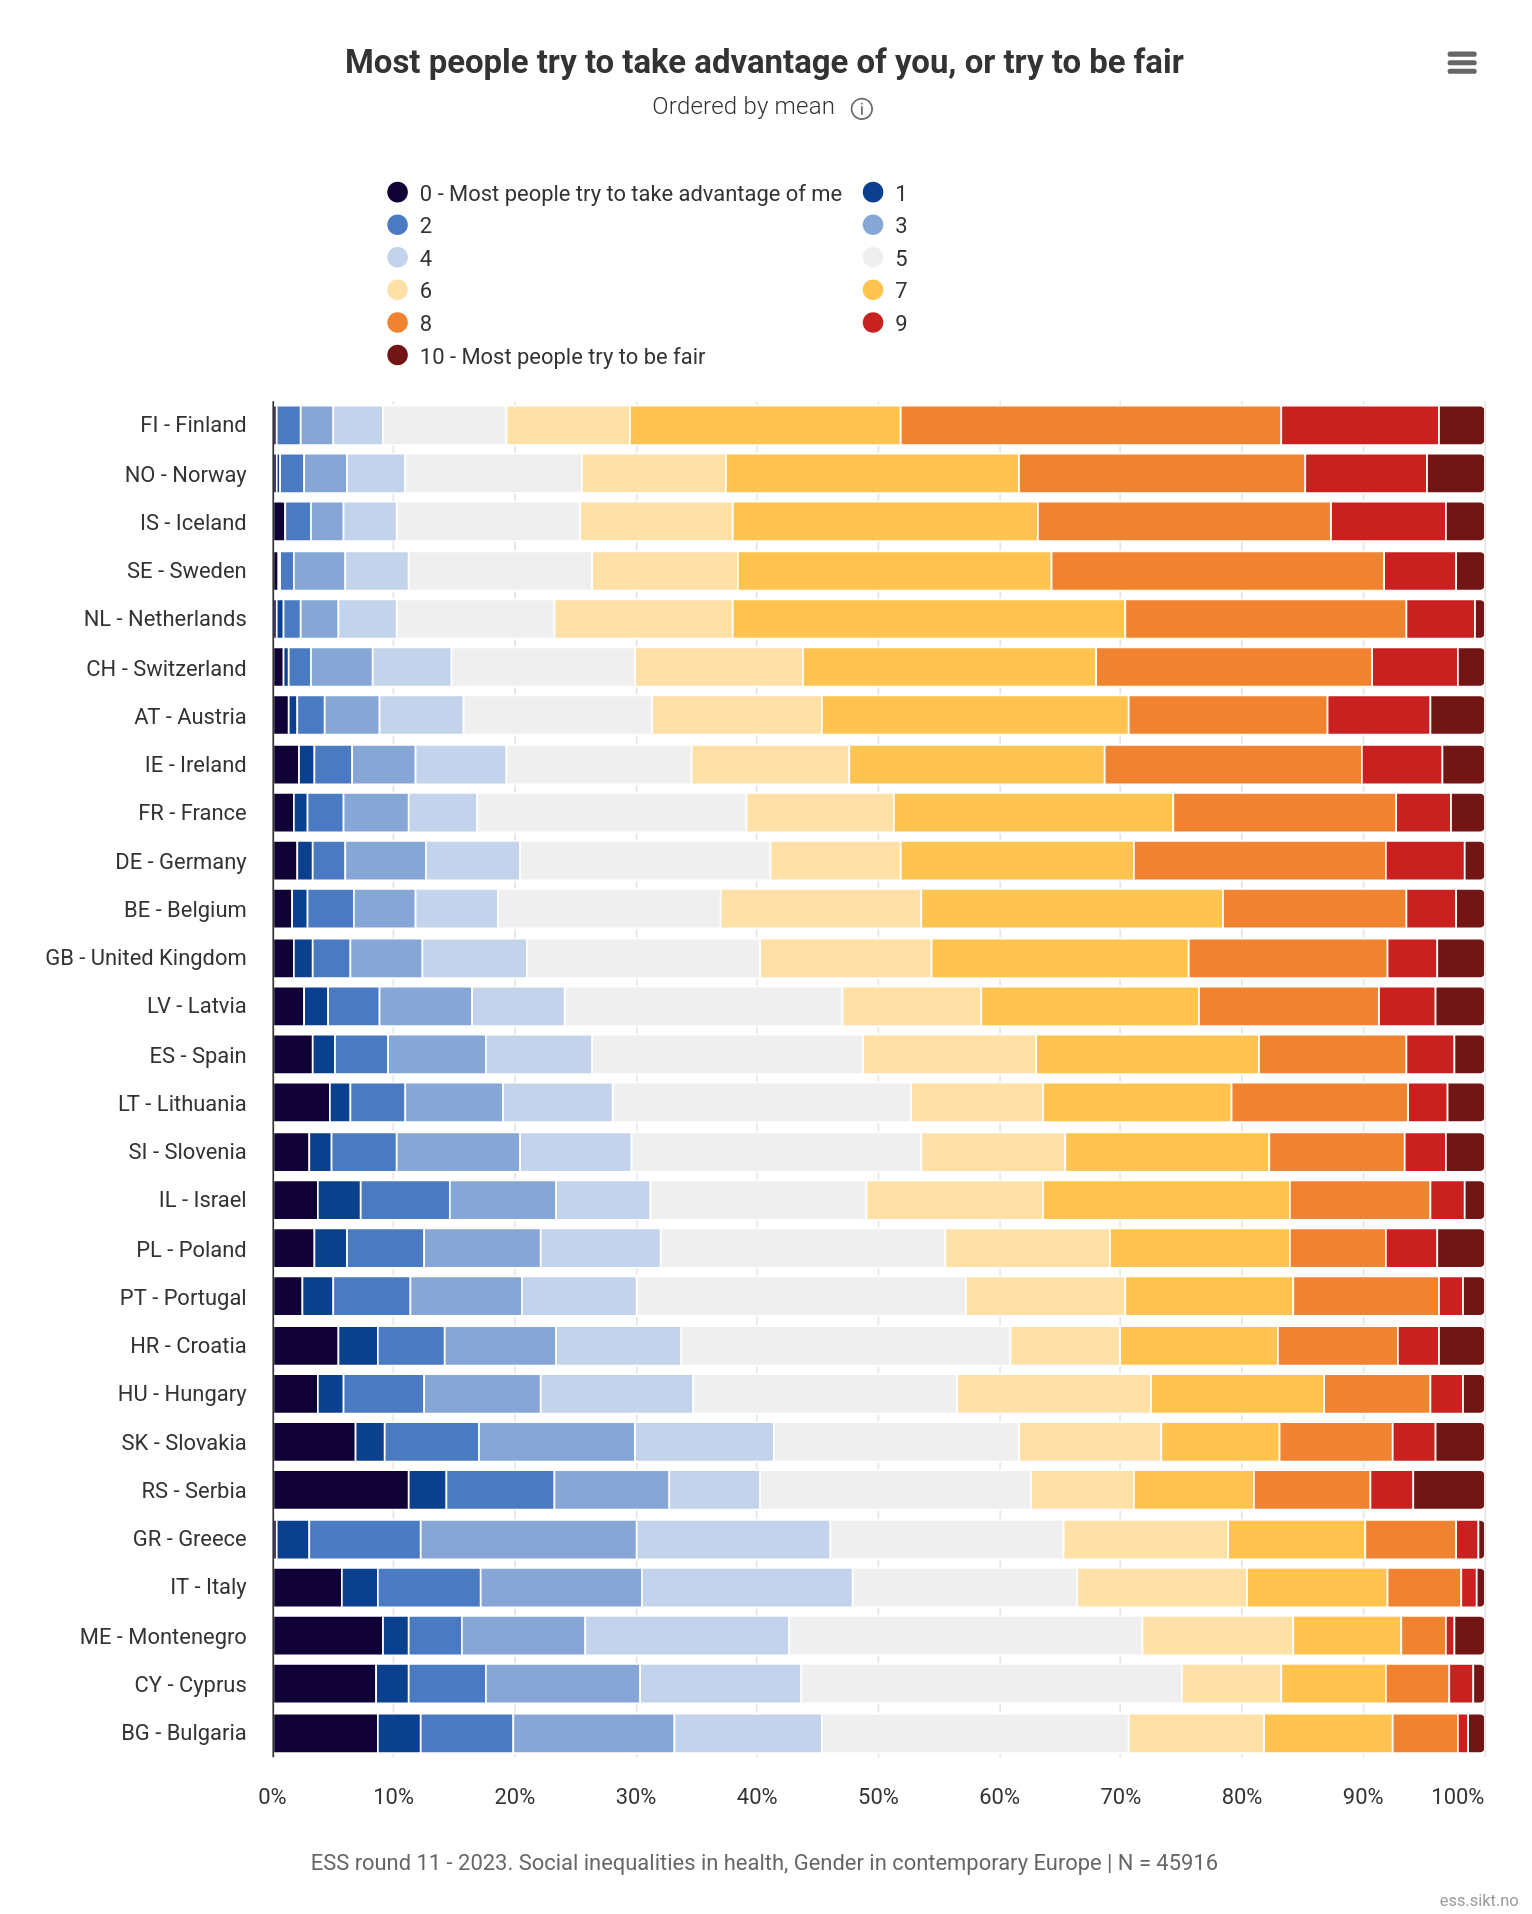 Most people try to take advantage of you, or try to be fair
Ordered by mean
0 - Most people try to take advantage of me
1
2
3
4
5
6
7
8
9
10 - Most people try to be fair
FI - Finland
NO - Norway
IS - Iceland
SE - Sweden
NL - Netherlands
CH - Switzerland
AT - Austria
IE - Ireland
FR - France
DE - Germany
BE - Belgium
GB - United Kingdom
LV - Latvia
ES - Spain
LT - Lithuania
SI - Slovenia
IL - Israel
PL - Poland
PT - Portugal
HR - Croatia
HU - Hungary
SK - Slovakia
RS - Serbia
GR - Greece
IT - Italy
ME - Montenegro
CY - Cyprus
BG - Bulgaria
0% 10% 20% 30% 40% 50% 60% 70% 80% 90% 100%
ESS round 11 - 2023. Social inequalities in health, Gender in contemporary Europe | N = 45916
ess.sikt.no